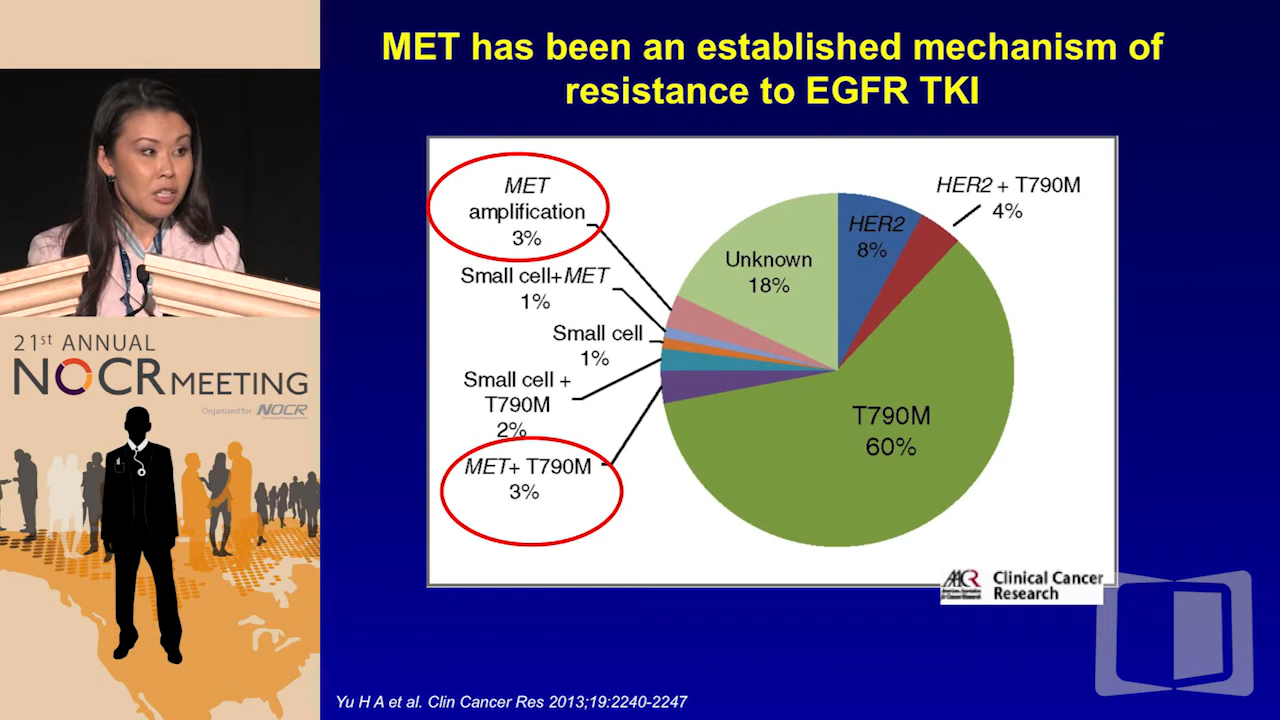 MET has been an established mechanism of
resistance to EGFR TKI
MET
amplification
3%
Small cell+MET
1%
Small cell
1%
Small cell +
T790M
2%
MET+ T790M
3%
Unknown
18%
HER2
8%
HER2 + T790M
4%
T790M
60%
AACR
Clinical Cancer
Research
21st ANNUAL
NOCR MEETING
Organized for NOCR
Yu H A et al. Clin Cancer Res 2013;19:2240-2247